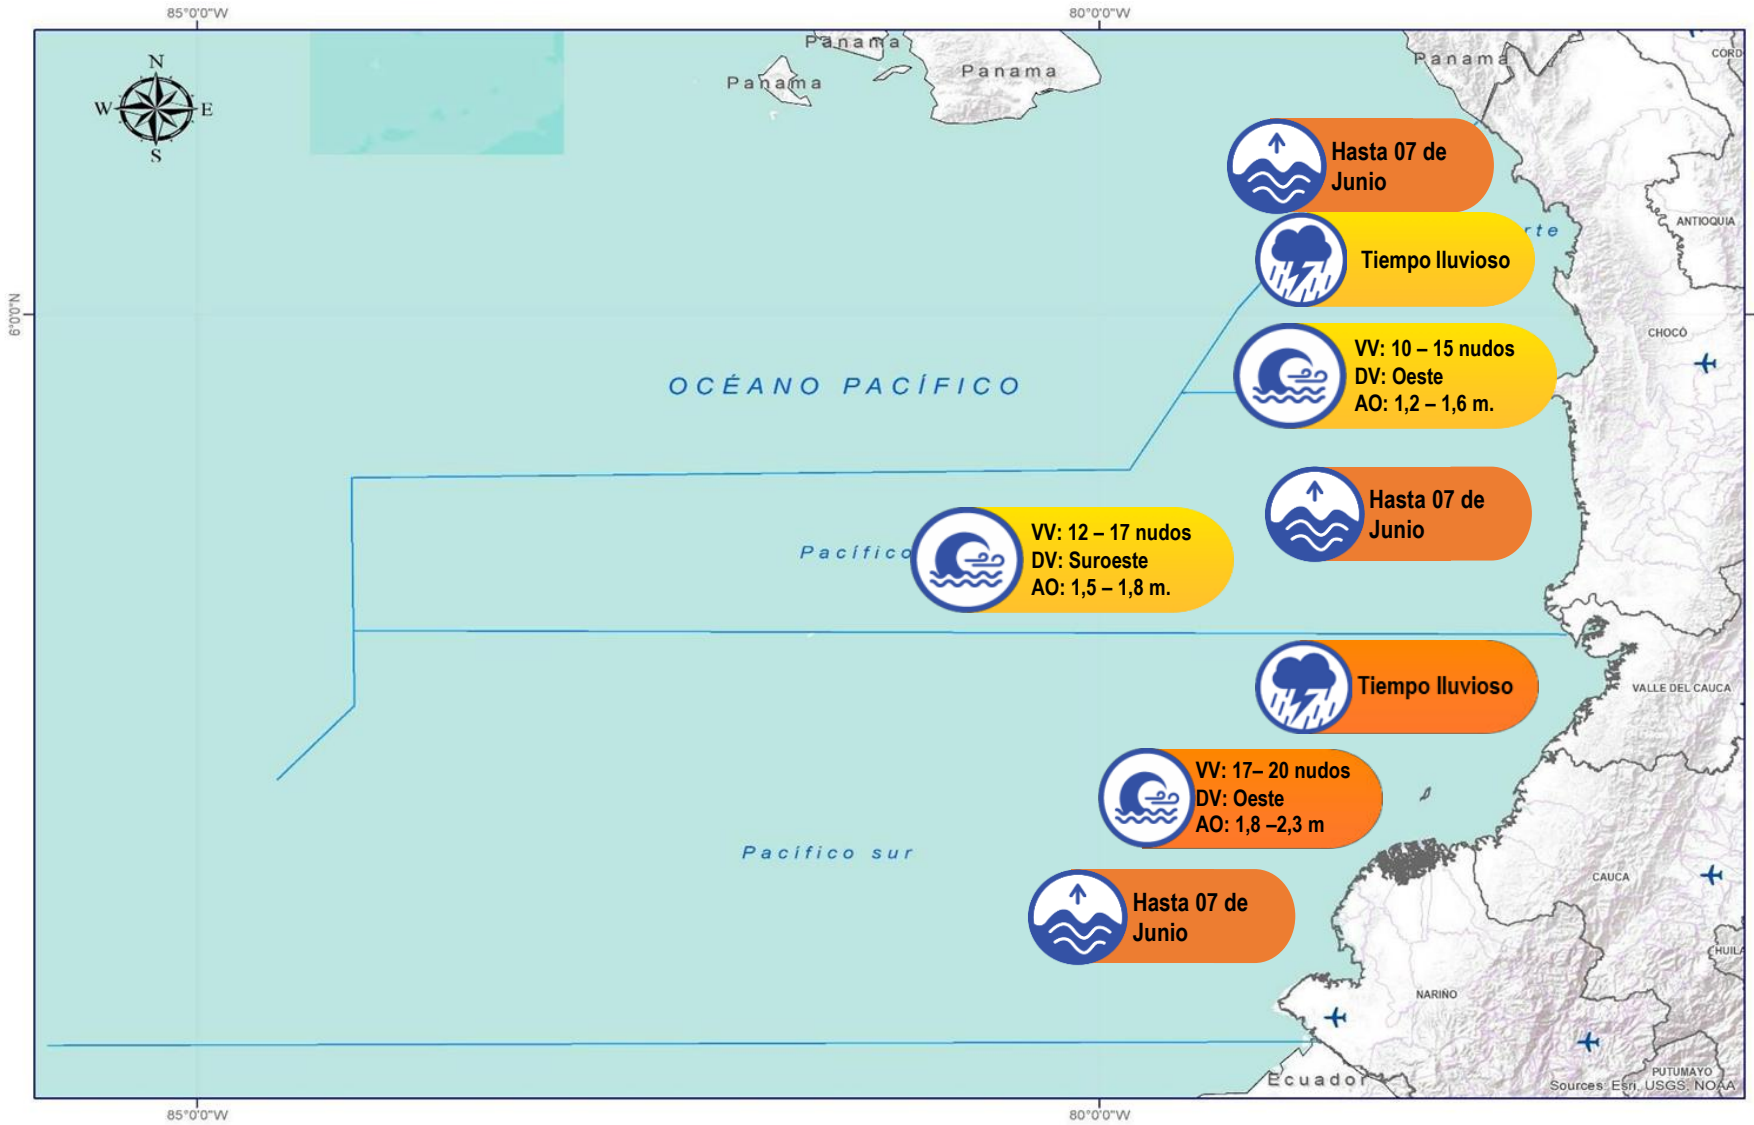 85°0'0"W
80°0'0"W
Panama
Panama
Panama
Panama
CÓRD
N
W
E
S
Hasta 07 de
Junio
ANTIOQUIA
rte
Tiempo lluvioso
6°0'0"N
CHOCÓ
VV: 10 – 15 nudos
DV: Oeste
AO: 1,2 – 1,6 m.
OCÉANO PACÍFICO
Hasta 07 de
Junio
Pacífico
VV: 12 – 17 nudos
DV: Suroeste
AO: 1,5 – 1,8 m.
Tiempo lluvioso
VALLE DEL CAUCA
VV: 17– 20 nudos
DV: Oeste
AO: 1,8 –2,3 m
Pacífico sur
CAUCA
Hasta 07 de
Junio
HUILA
NARIÑO
Ecuador
PUTUMAYO
Sources: Esri, USGS, NOAA
85°0'0"W
80°0'0"W